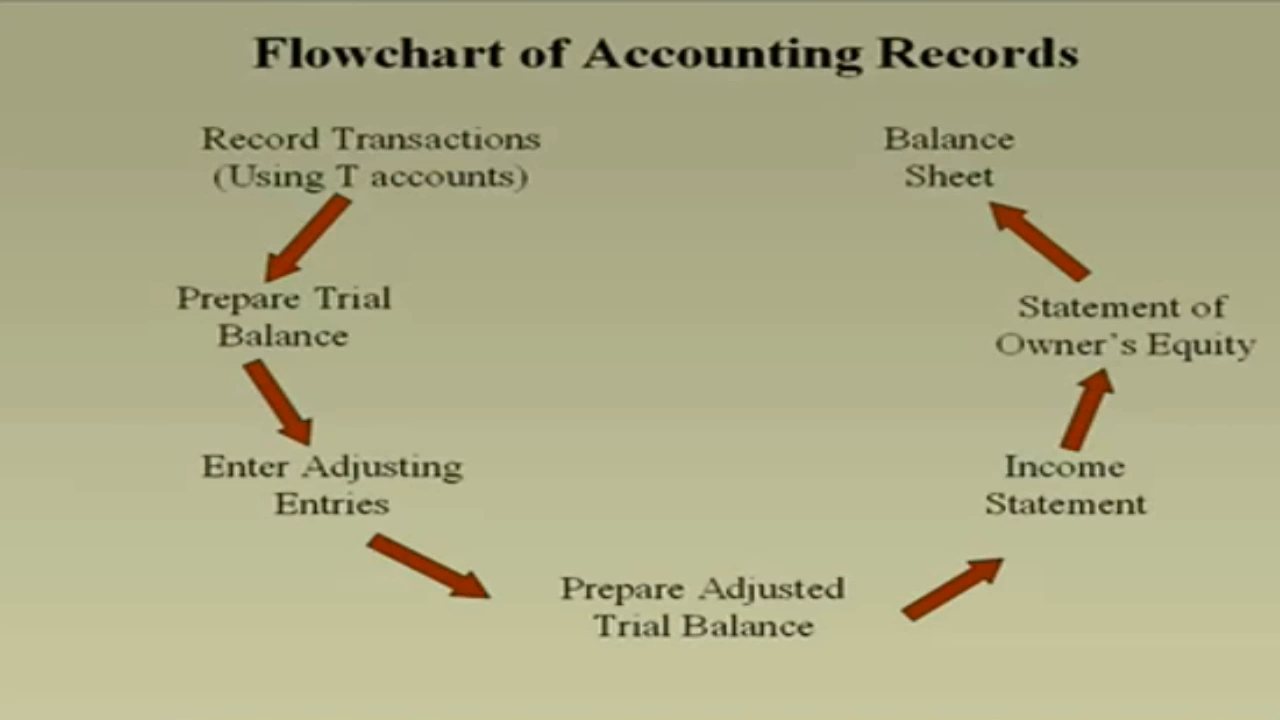 Flowchart of Accounting Records
Record Transactions
(Using T accounts)
Prepare Trial
Balance
Enter Adjusting
Entries
Prepare Adjusted
Trial Balance
Income
Statement
Statement of
Owner's Equity
Balance
Sheet